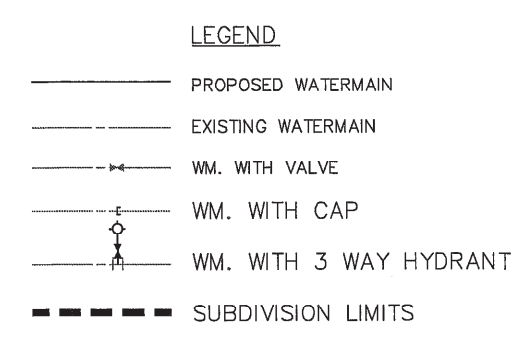 LEGEND
PROPOSED WATERMAIN
EXISTING WATERMAIN
WM. WITH VALVE
WM. WITH CAP
WM. WITH 3 WAY HYDRANT
SUBDIVISION LIMITS